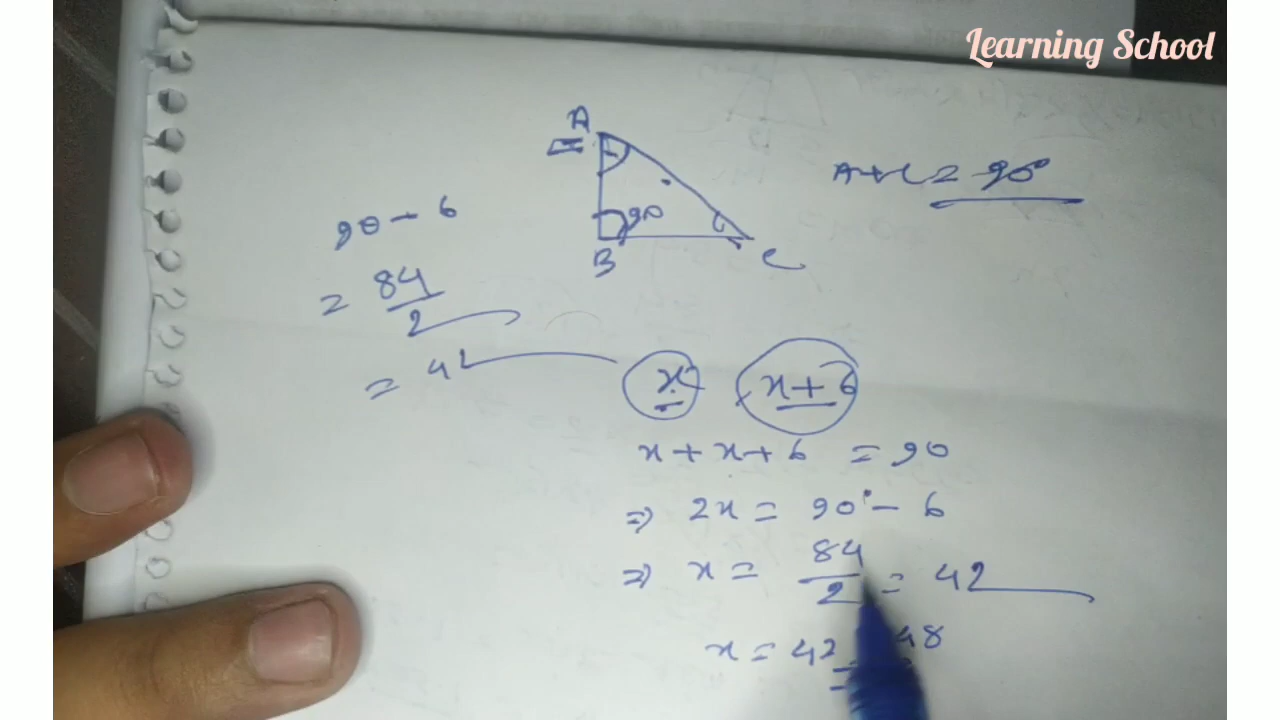 Learning School
A
90
B
C
A+C = 90°
90 - 6
= 84/2
= 42
x x+6
x + x + 6 = 90
⇒ 2x = 90° - 6
⇒ x = 84/2 = 42
x = 42 48